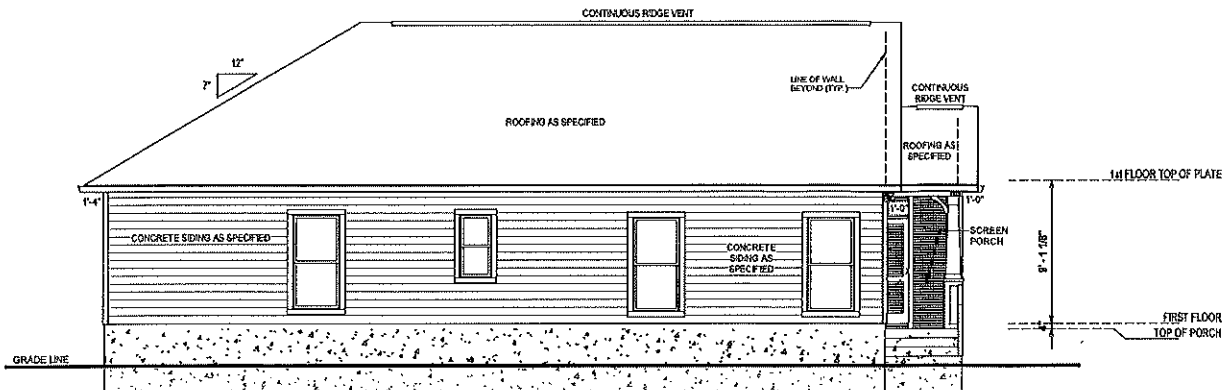 CONTINUOUS RIDGE VENT
12"
7"
LINE OF WALL
BEYOND (TYP.)
CONTINUOUS
RIDGE VENT
ROOFING AS SPECIFIED
ROOFING AS
SPECIFIED
1st FLOOR TOP OF PLATE
1'-4"
1'-0"
1'-0"
CONCRETE SIDING AS SPECIFIED
CONCRETE
SIDING AS
SPECIFIED
SCREEN
PORCH
9' - 1 1/8"
FIRST FLOOR
4"
TOP OF PORCH
GRADE LINE